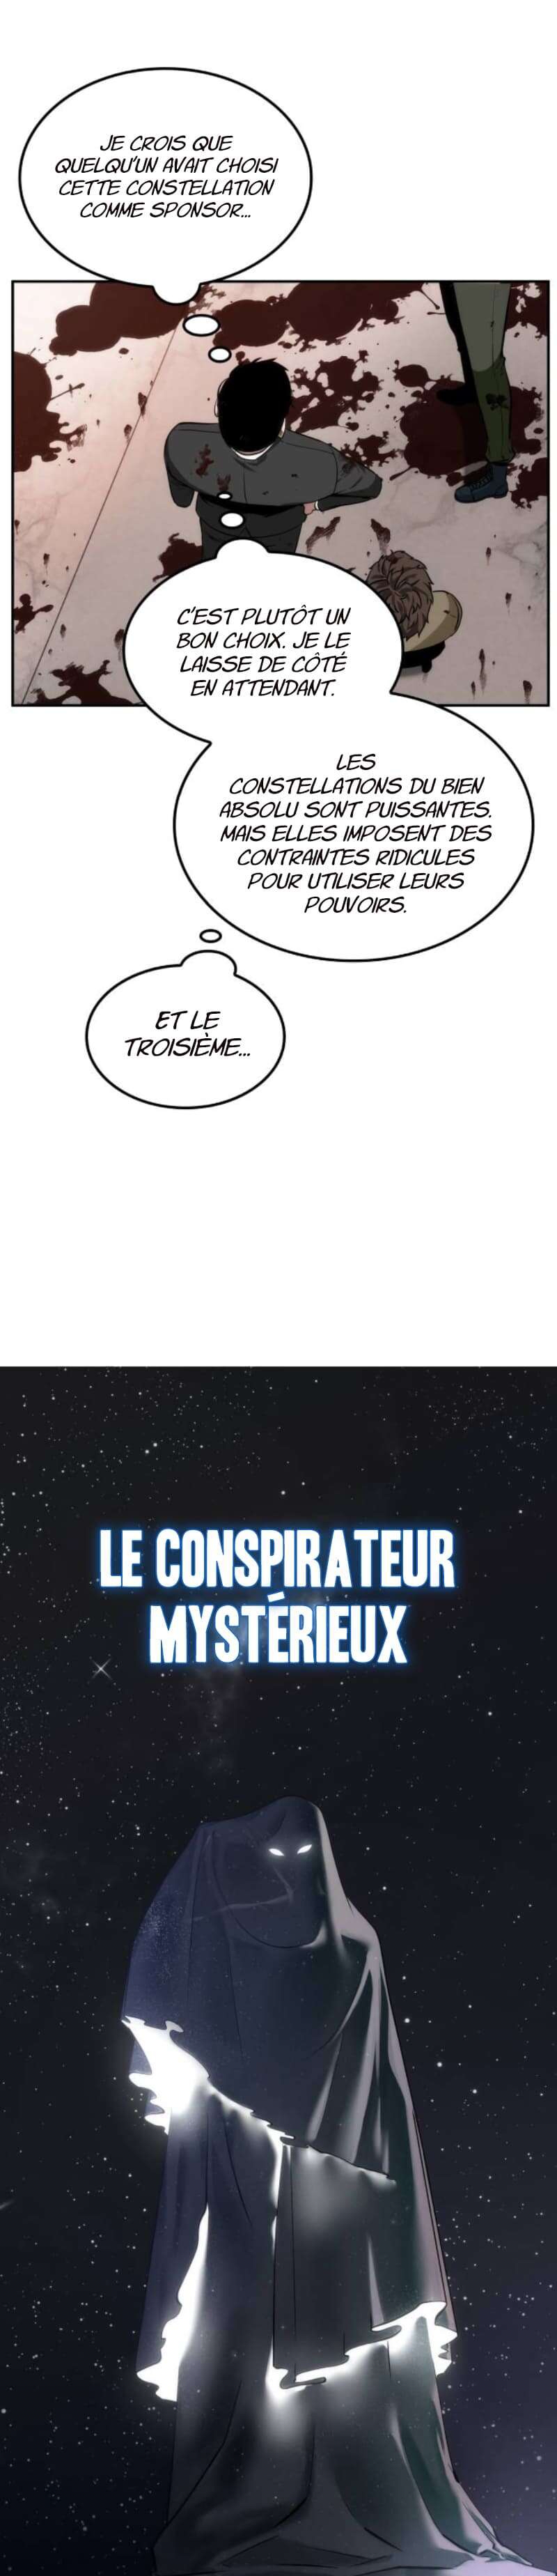 JE CROIS QUE
QUELQU'UN AVAIT CHOISI
CETTE CONSTELLATION
COMME SPONSOR...
C'EST PLUTÔT UN
BON CHOIX. JE LE
LAISSE DE CÔTÉ
EN ATTENDANT.
LES
CONSTELLATIONS DU BIEN
ABSOLU SONT PUISSANTES.
MAIS ELLES IMPOSENT DES
CONTRAINTES RIDICULES
POUR UTILISER LEURS
POUVOIRS.
ET LE
TROISIÈME...
LE CONSPIRATEUR
MYSTÉRIEUX